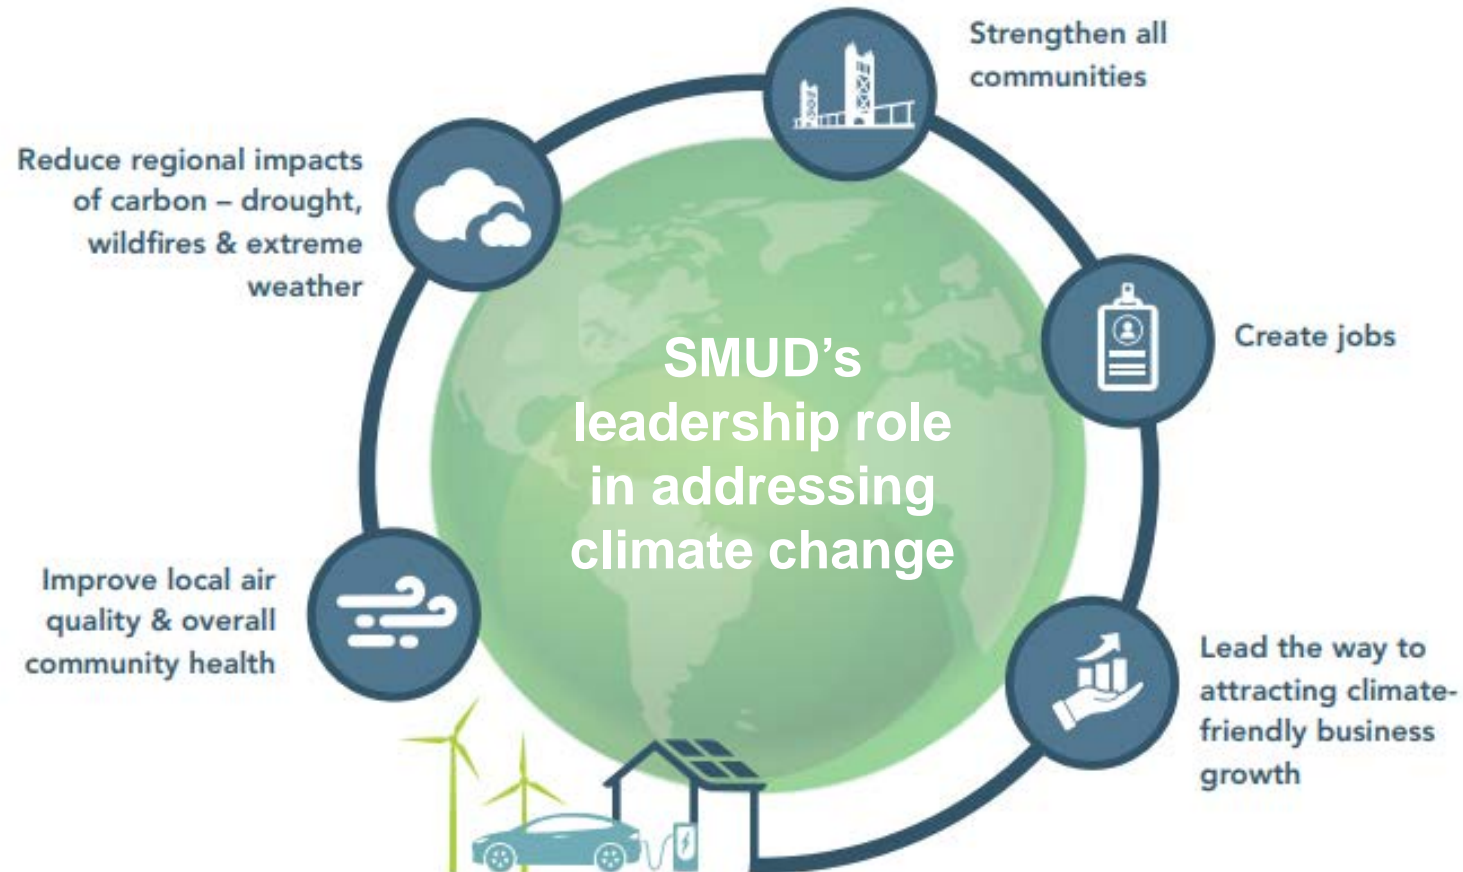 Strengthen all
communities
Reduce regional impacts
of carbon – drought,
wildfires & extreme
weather
Create jobs
SMUD’s
leadership role
in addressing
climate change
Improve local air
quality & overall
community health
Lead the way to
attracting climate-
friendly business
growth